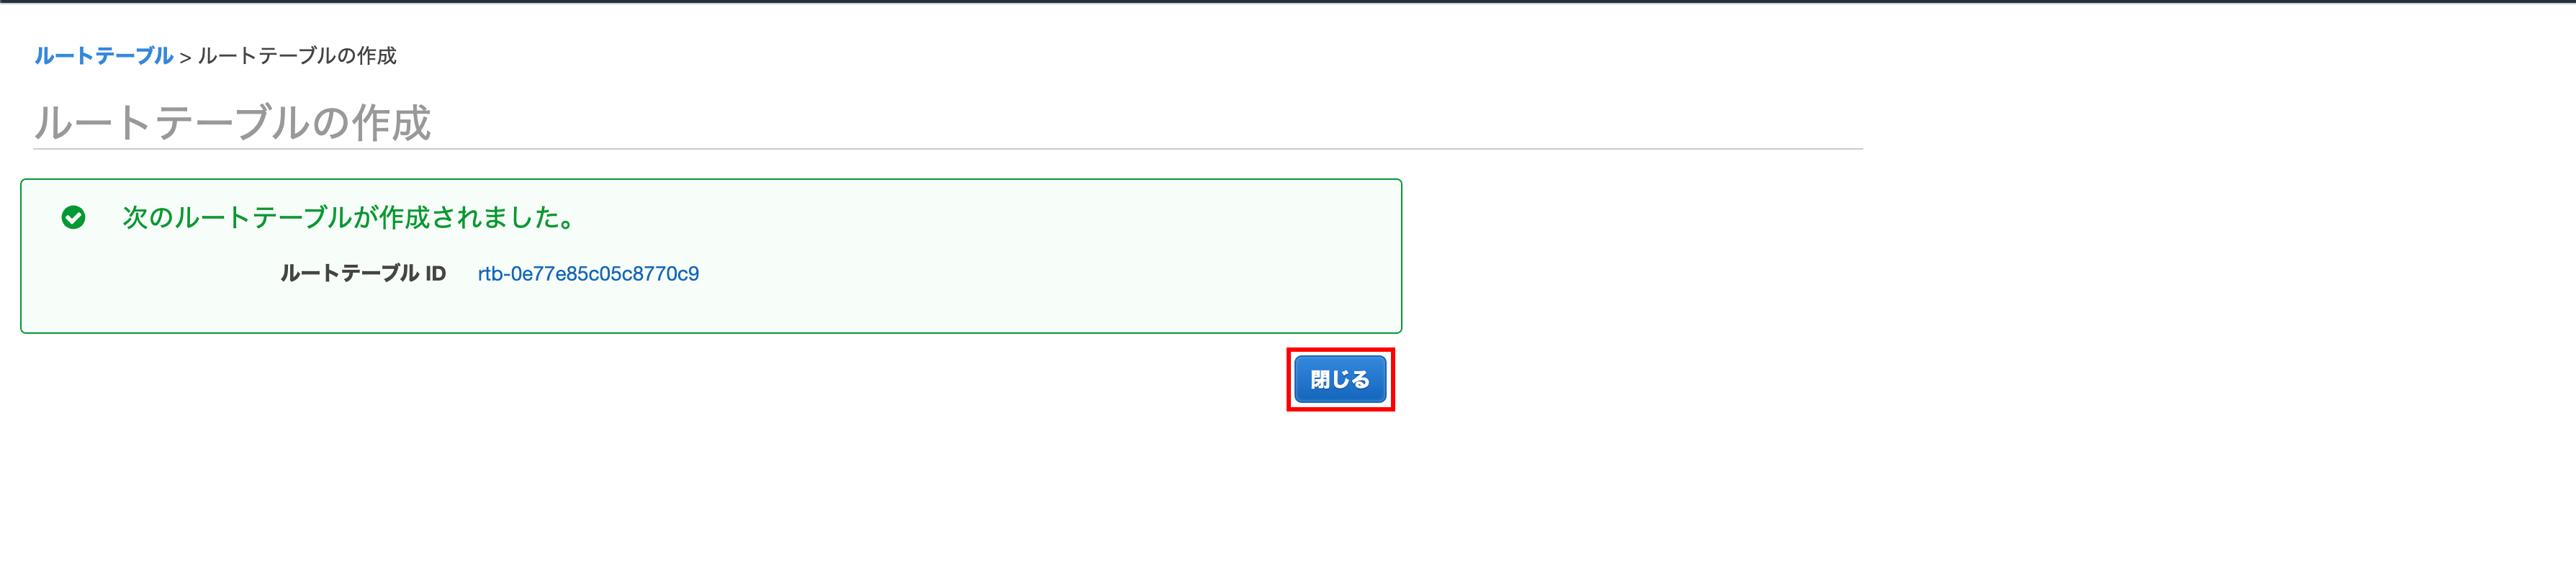 ルートテーブル > ルートテーブルの作成
ルートテーブルの作成
次のルートテーブルが作成されました。
ルートテーブル ID rtb-0e77e85c05c8770c9
閉じる